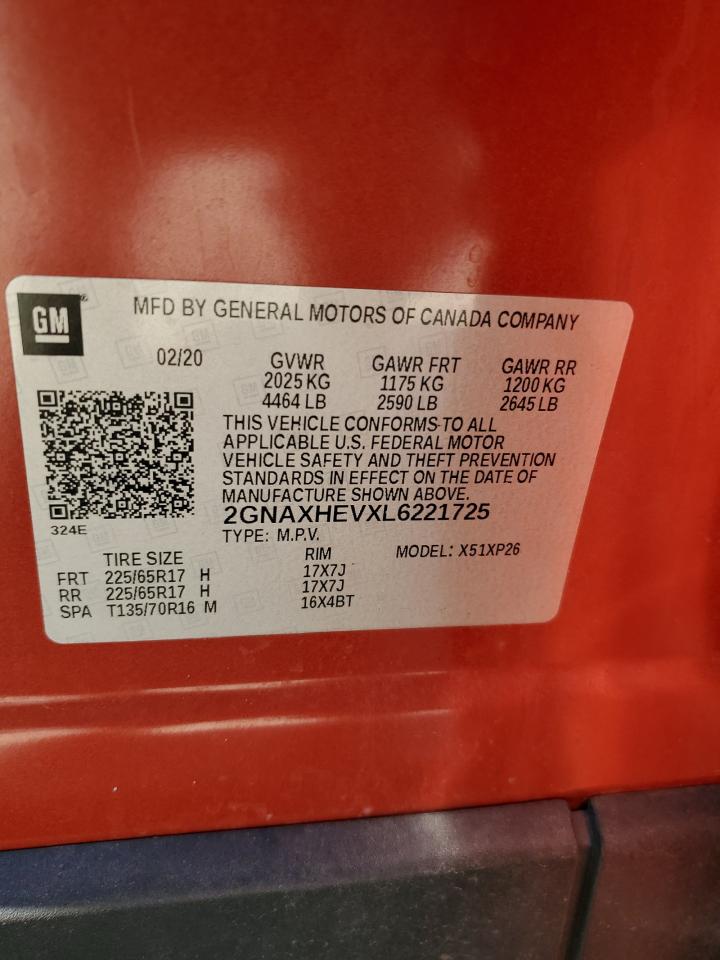 GM
MFD BY GENERAL MOTORS OF CANADA COMPANY
02/20 GVWR GAWR FRT GAWR RR
2025 KG 1175 KG 1200 KG
4464 LB 2590 LB 2645 LB
THIS VEHICLE CONFORMS TO ALL
APPLICABLE U.S. FEDERAL MOTOR
VEHICLE SAFETY AND THEFT PREVENTION
STANDARDS IN EFFECT ON THE DATE OF
MANUFACTURE SHOWN ABOVE.
2GNAXHEVXL6221725
324E
TYPE: M.P.V.
TIRE SIZE RIM MODEL: X51XP26
FRT 225/65R17 H 17X7J
RR 225/65R17 H 17X7J
SPA T135/70R16 M 16X4BT